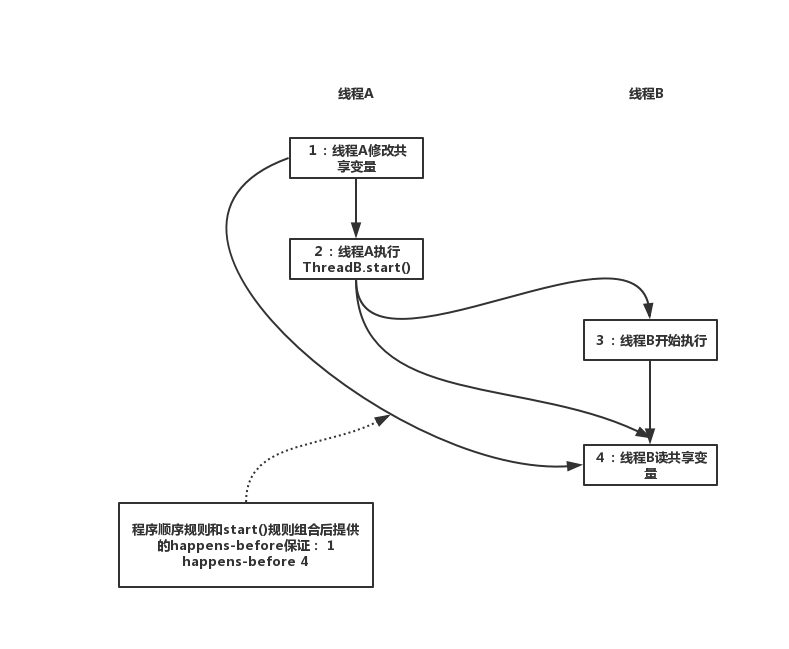 线程A
线程B
1：线程A修改共
享变量
2：线程A执行
ThreadB.start()
3：线程B开始执行
4：线程B读共享变
量
程序顺序规则和start()规则组合后提供
的happens-before保证： 1
happens-before 4